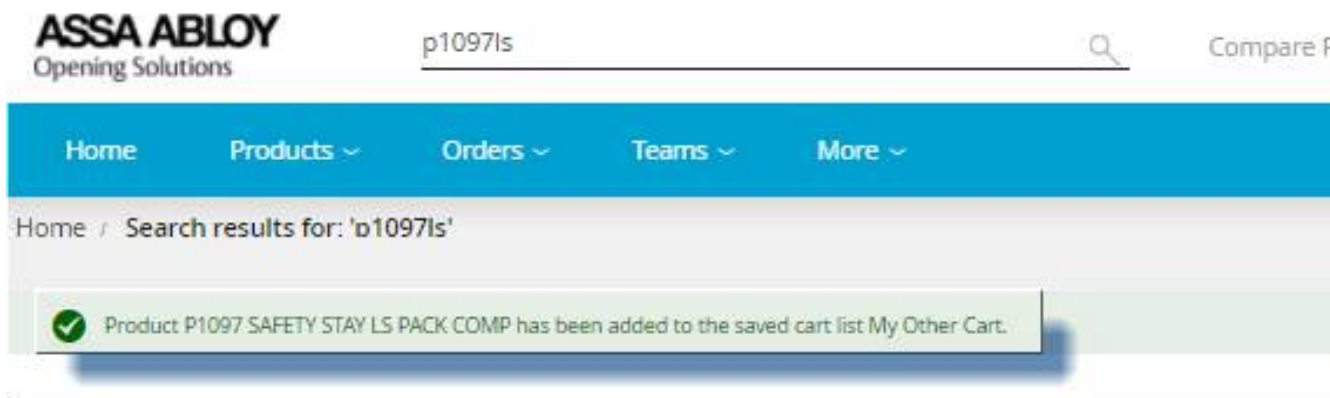 ASSA ABLOY
Opening Solutions
p1097ls
Compare
Home Products Orders Teams More
Home / Search results for: 'p1097ls'
Product P1097 SAFETY STAY LS PACK COMP has been added to the saved cart list My Other Cart.